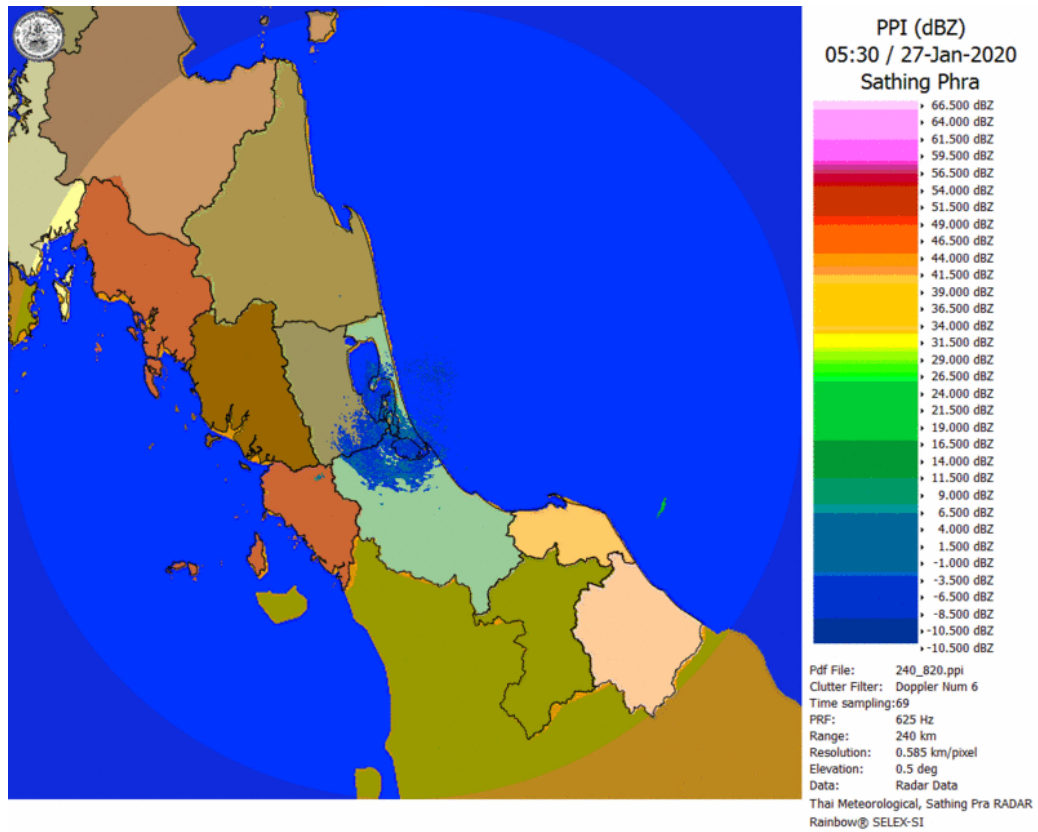 PPI (dBZ)
05:30 / 27-Jan-2020
Sathing Phra
66.500 dBZ
64.000 dBZ
61.500 dBZ
59.500 dBZ
56.500 dBZ
54.000 dBZ
51.500 dBZ
49.000 dBZ
46.500 dBZ
44.000 dBZ
41.500 dBZ
39.000 dBZ
36.500 dBZ
34.000 dBZ
31.500 dBZ
29.000 dBZ
26.500 dBZ
24.000 dBZ
21.500 dBZ
19.000 dBZ
16.500 dBZ
14.000 dBZ
11.500 dBZ
9.000 dBZ
6.500 dBZ
4.000 dBZ
1.500 dBZ
-1.000 dBZ
-3.500 dBZ
-6.500 dBZ
-8.500 dBZ
-10.500 dBZ
-10.500 dBZ
Pdf File: 240_820.ppi
Clutter Filter: Doppler Num 6
Time sampling:69
PRF: 625 Hz
Range: 240 km
Resolution: 0.585 km/pixel
Elevation: 0.5 deg
Data: Radar Data
Thai Meteorological, Sathing Pra RADAR
Rainbow® SELEX-SI